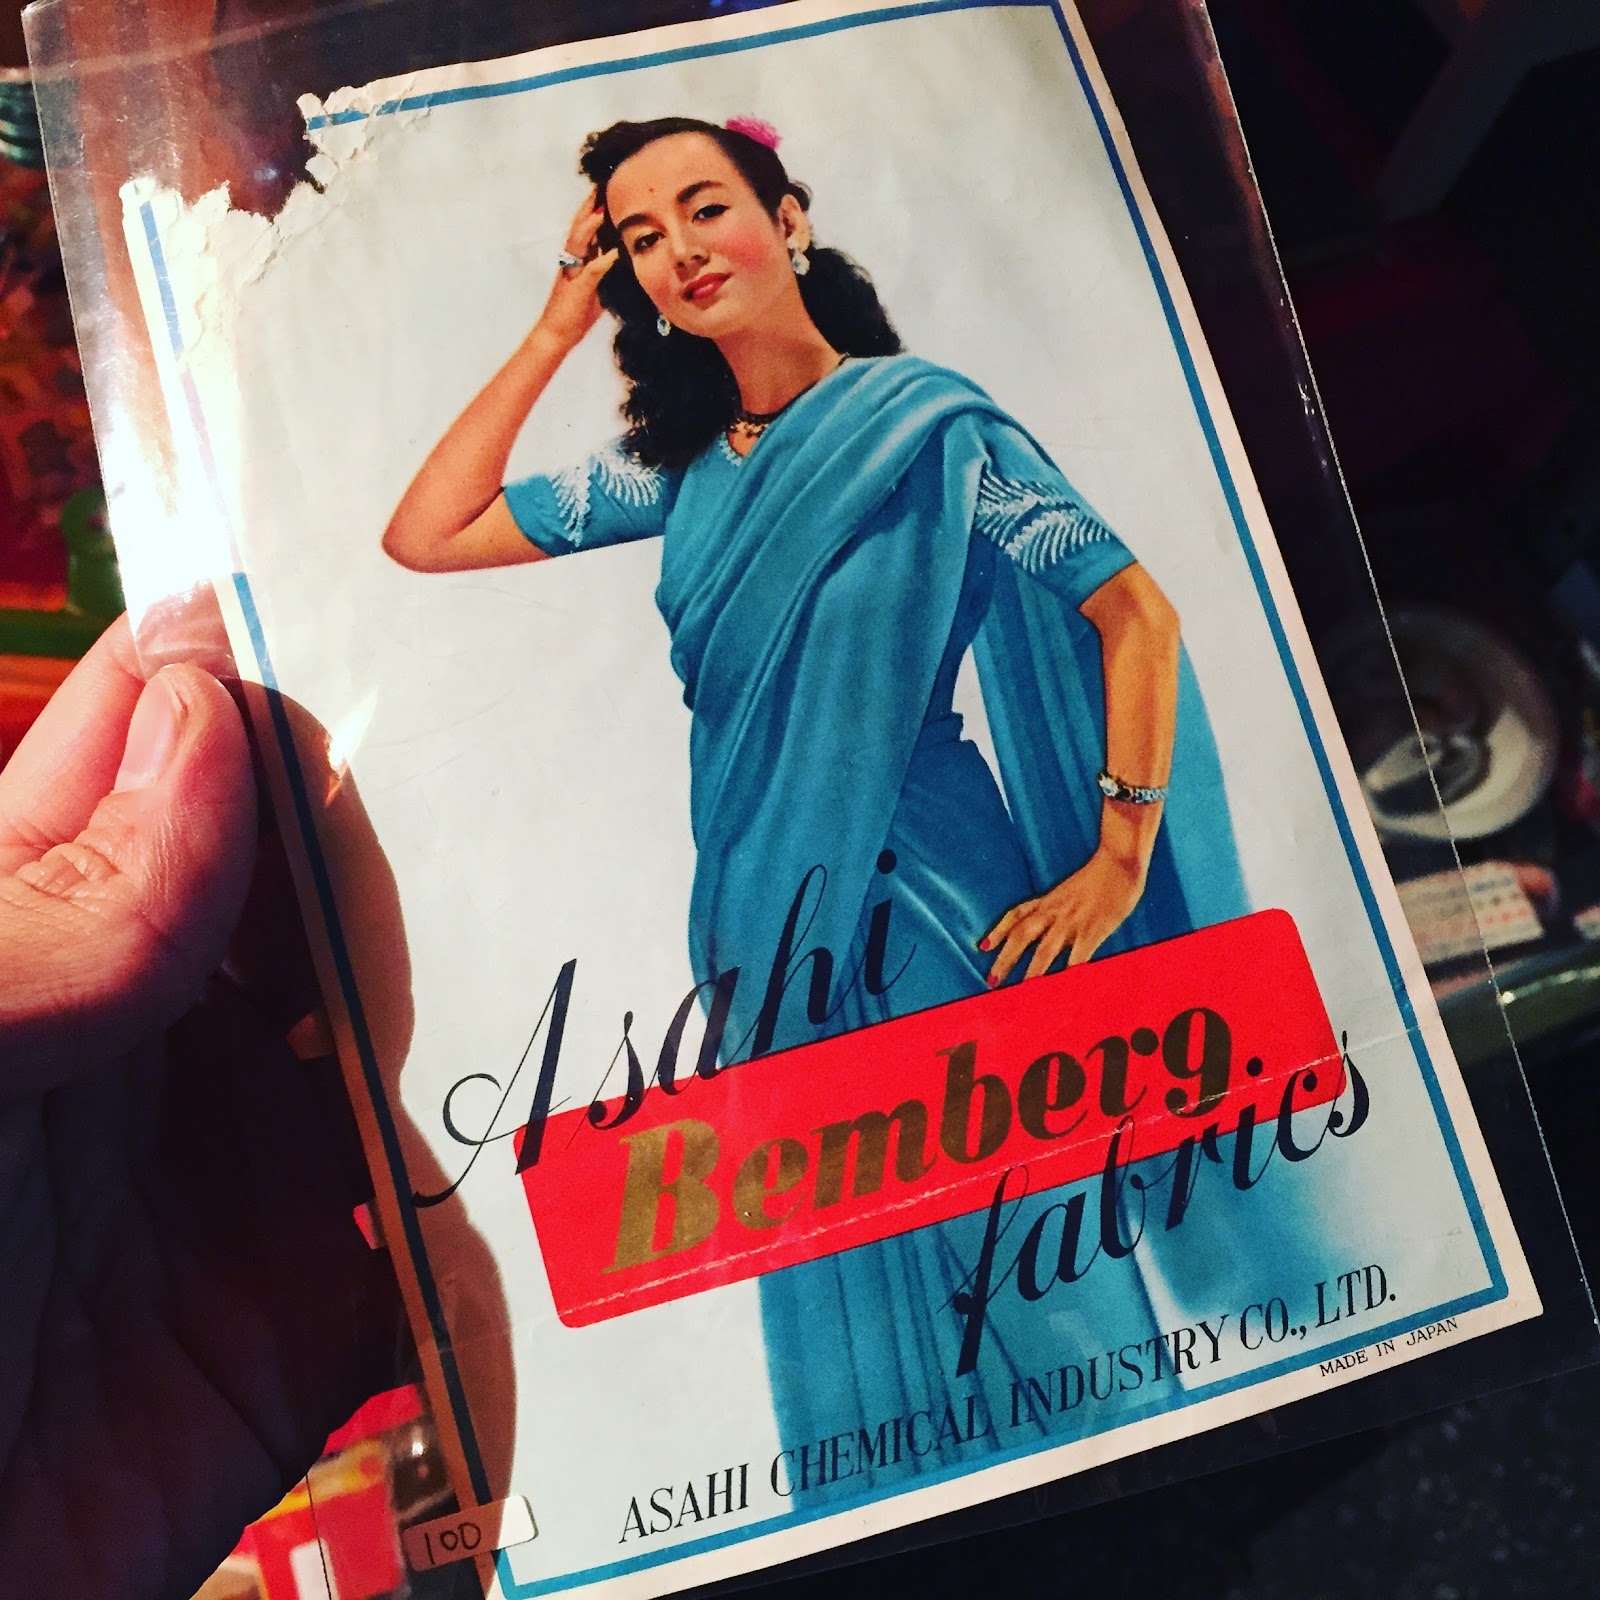 Asahi
Bemberg.
fabrics
ASAHI CHEMICAL INDUSTRY CO., LTD.
MADE IN JAPAN
100